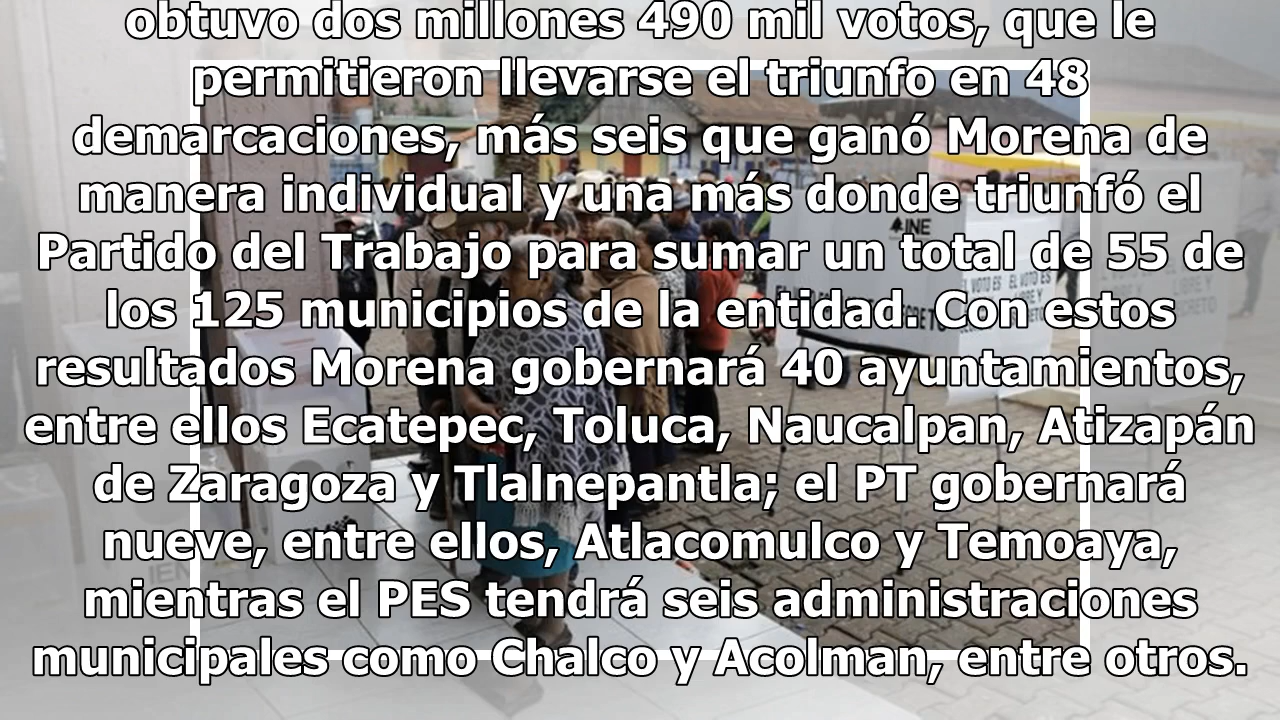 obtuvo dos millones 490 mil votos, que le
permitieron llevarse el triunfo en 48
demarcaciones, más seis que ganó Morena de
manera individual y una más donde triunfó el
Partido del Trabajo para sumar un total de 55 de
los 125 municipios de la entidad. Con estos
resultados Morena gobernará 40 ayuntamientos,
entre ellos Ecatepec, Toluca, Naucalpan, Atizapán
de Zaragoza y Tlalnepantla; el PT gobernará
nueve, entre ellos, Atlacomulco y Temoaya,
mientras el PES tendrá seis administraciones
municipales como Chalco y Acolman, entre otros.
INE